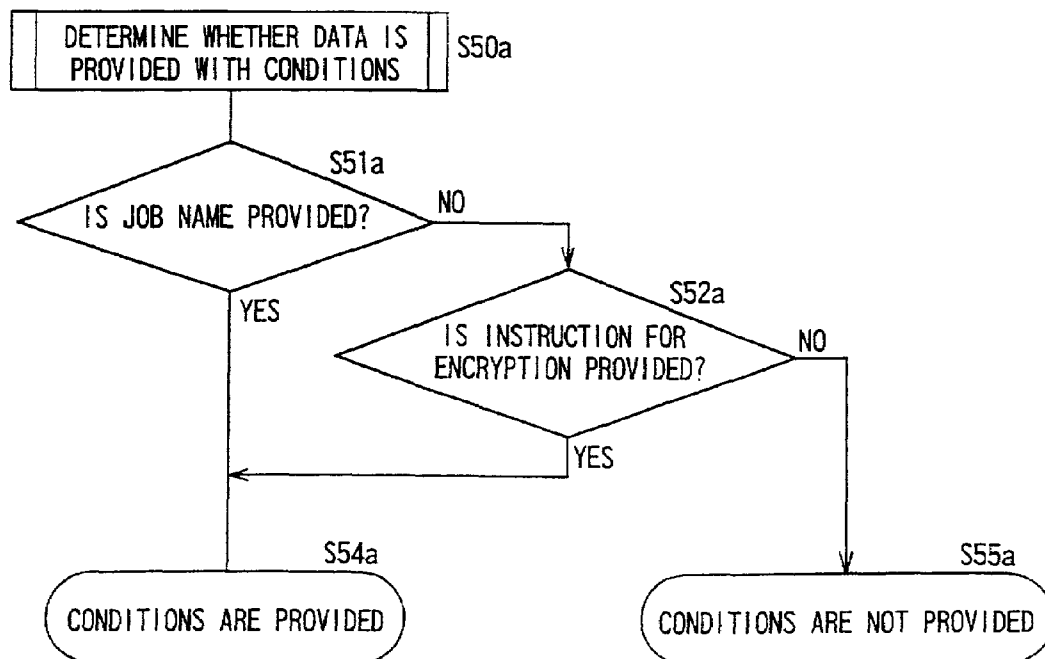 DETERMINE WHETHER DATA IS
PROVIDED WITH CONDITIONS
S50a
S51a
IS JOB NAME PROVIDED?
NO
YES
S52a
IS INSTRUCTION FOR
ENCRYPTION PROVIDED?
NO
YES
S54a
CONDITIONS ARE PROVIDED
S55a
CONDITIONS ARE NOT PROVIDED